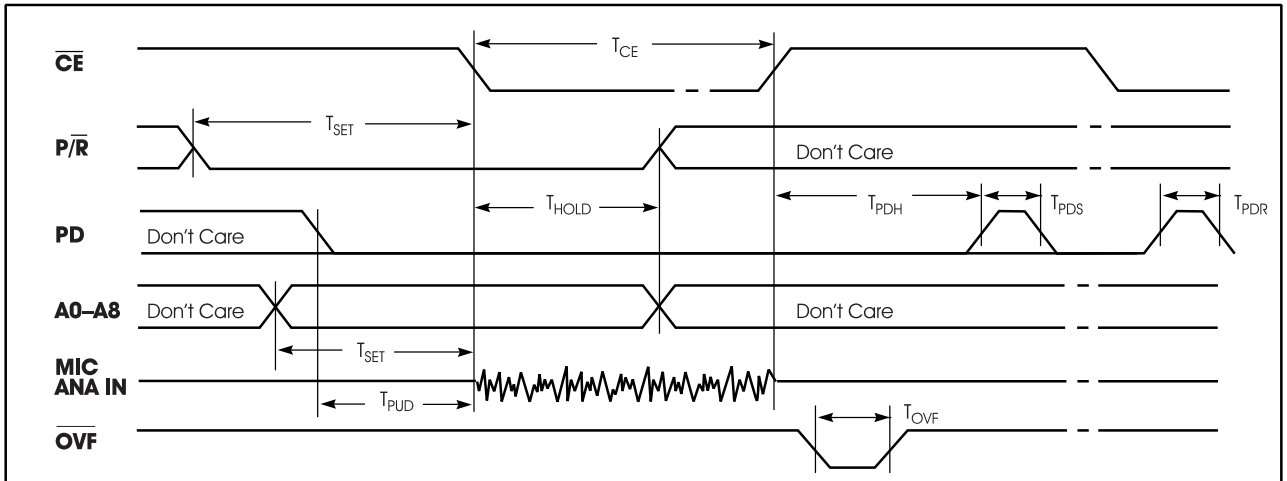 CE
T_CE
P/R
T_SET
Don't Care
PD
Don't Care
T_HOLD
T_PDH
T_PDS
T_PDR
A0–A8
Don't Care
Don't Care
T_SET
MIC
ANA IN
T_PUD
OVF
T_OVF